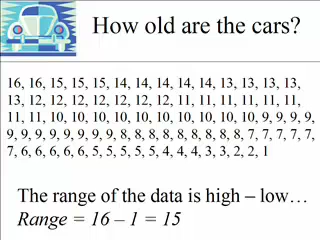 How old are the cars?
16, 16, 15, 15, 15, 14, 14, 14, 14, 14, 13, 13, 13, 13,
13, 12, 12, 12, 12, 12, 12, 12, 11, 11, 11, 11, 11, 11,
11, 11, 10, 10, 10, 10, 10, 10, 10, 10, 10, 10, 9, 9, 9, 9,
9, 9, 9, 9, 9, 9, 9, 9, 8, 8, 8, 8, 8, 8, 8, 8, 8, 7, 7, 7, 7, 7,
7, 6, 6, 6, 6, 6, 5, 5, 5, 5, 5, 4, 4, 4, 3, 3, 2, 2, 1
The range of the data is high – low…
Range = 16 – 1 = 15